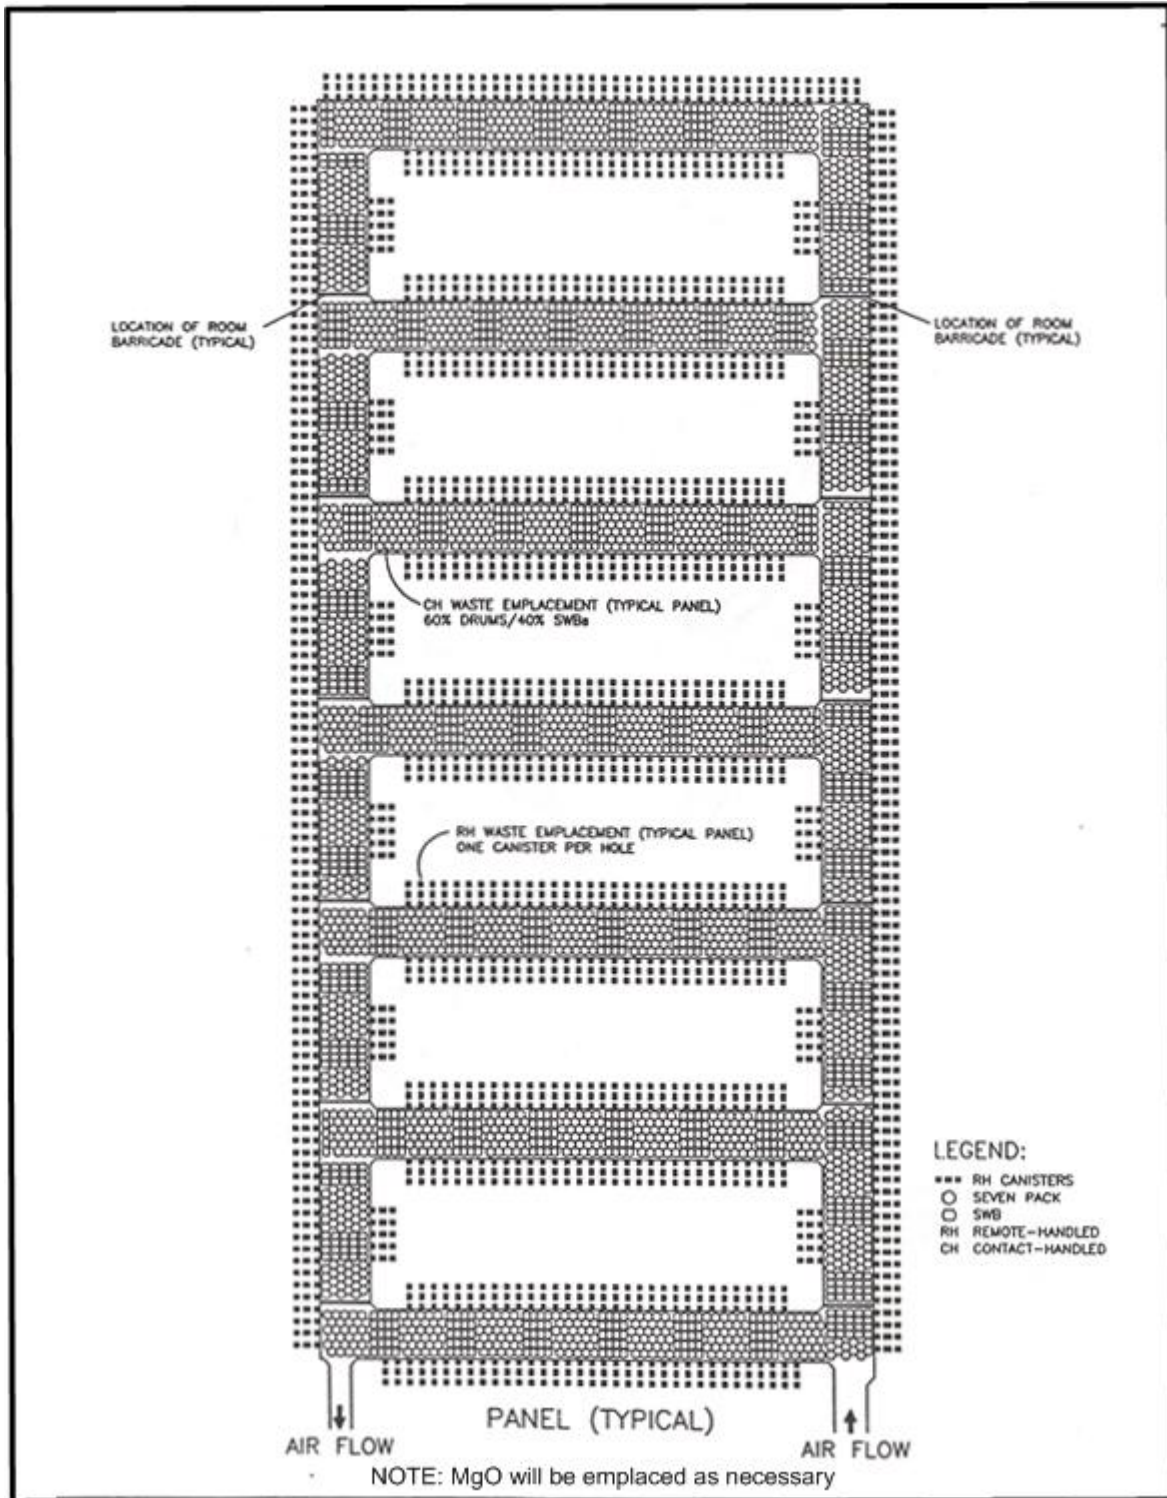 LOCATION OF ROOM
BARRICADE (TYPICAL)
LOCATION OF ROOM
BARRICADE (TYPICAL)
CH WASTE EMPLACEMENT (TYPICAL PANEL)
60% DRUMS/40% SWBs
RH WASTE EMPLACEMENT (TYPICAL PANEL)
ONE CANISTER PER HOLE
LEGEND:
RH CANISTERS
SEVEN PACK
SWB
RH REMOTE-HANDLED
CH CONTACT-HANDLED
PANEL (TYPICAL)
AIR FLOW
AIR FLOW
NOTE: MgO will be emplaced as necessary